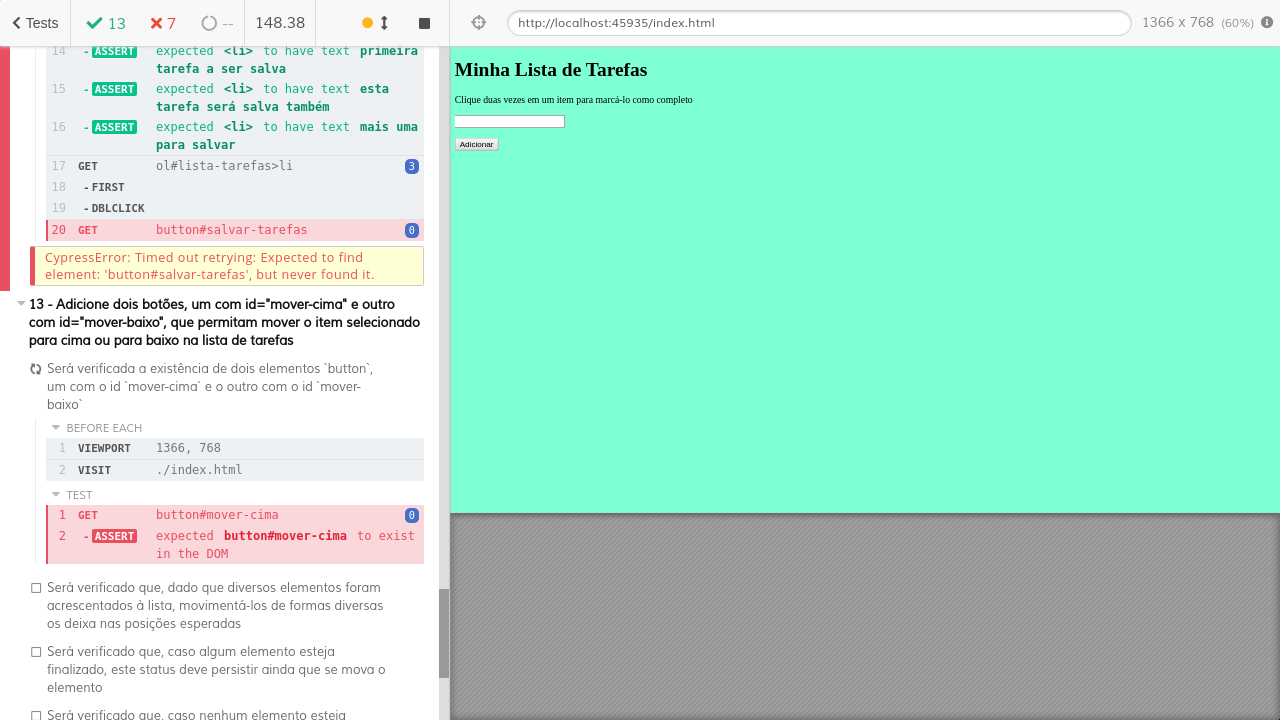 Tests
13
7
--
148.38
http://localhost:45935/index.html
1366 x 768 (60%)
14 - ASSERT expected <li> to have text primeira
tarefa a ser salva
15 - ASSERT expected <li> to have text esta
tarefa será salva também
16 - ASSERT expected <li> to have text mais uma
para salvar
17 GET ol#lista-tarefas>li 3
18 - FIRST
19 - DBLCLICK
20 GET button#salvar-tarefas 0
CypressError: Timed out retrying: Expected to find
element: 'button#salvar-tarefas', but never found it.
13 - Adicione dois botões, um com id="mover-cima" e outro
com id="mover-baixo", que permitam mover o item selecionado
para cima ou para baixo na lista de tarefas
Será verificada a existência de dois elementos `button`,
um com o id `mover-cima` e o outro com o id `mover-
baixo`
BEFORE EACH
1 VIEWPORT 1366, 768
2 VISIT ./index.html
TEST
1 GET button#mover-cima 0
2 - ASSERT expected button#mover-cima to exist
in the DOM
Será verificado que, dado que diversos elementos foram
acrescentados à lista, movimentá-los de formas diversas
os deixa nas posições esperadas
Será verificado que, caso algum elemento esteja
finalizado, este status deve persistir ainda que se mova o
elemento
Será verificado que, caso nenhum elemento esteja
Minha Lista de Tarefas
Clique duas vezes em um item para marcá-lo como completo
Adicionar